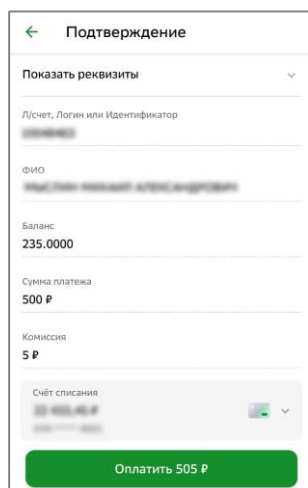 Подтверждение
Показать реквизиты
Л/счет, Логин или Идентификатор
ФИО
Баланс
235.0000
Сумма платежа
500 ₽
Комиссия
5 ₽
Счёт списания
Оплатить 505 ₽